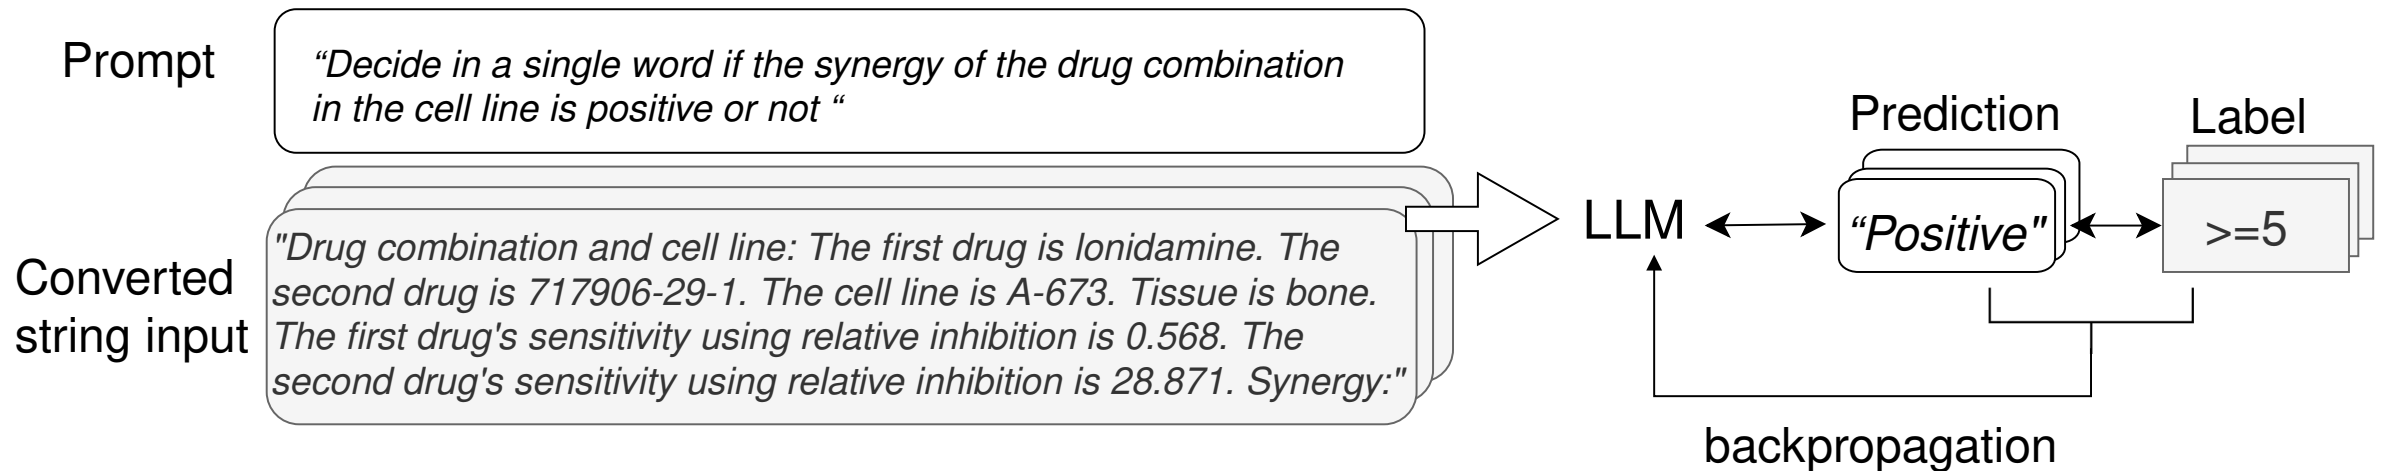 Prompt
“Decide in a single word if the synergy of the drug combination
in the cell line is positive or not “
Converted
string input
"Drug combination and cell line: The first drug is lonidamine. The
second drug is 717906-29-1. The cell line is A-673. Tissue is bone.
The first drug's sensitivity using relative inhibition is 0.568. The
second drug's sensitivity using relative inhibition is 28.871. Synergy:"
LLM
Prediction
“Positive"
Label
>=5
backpropagation